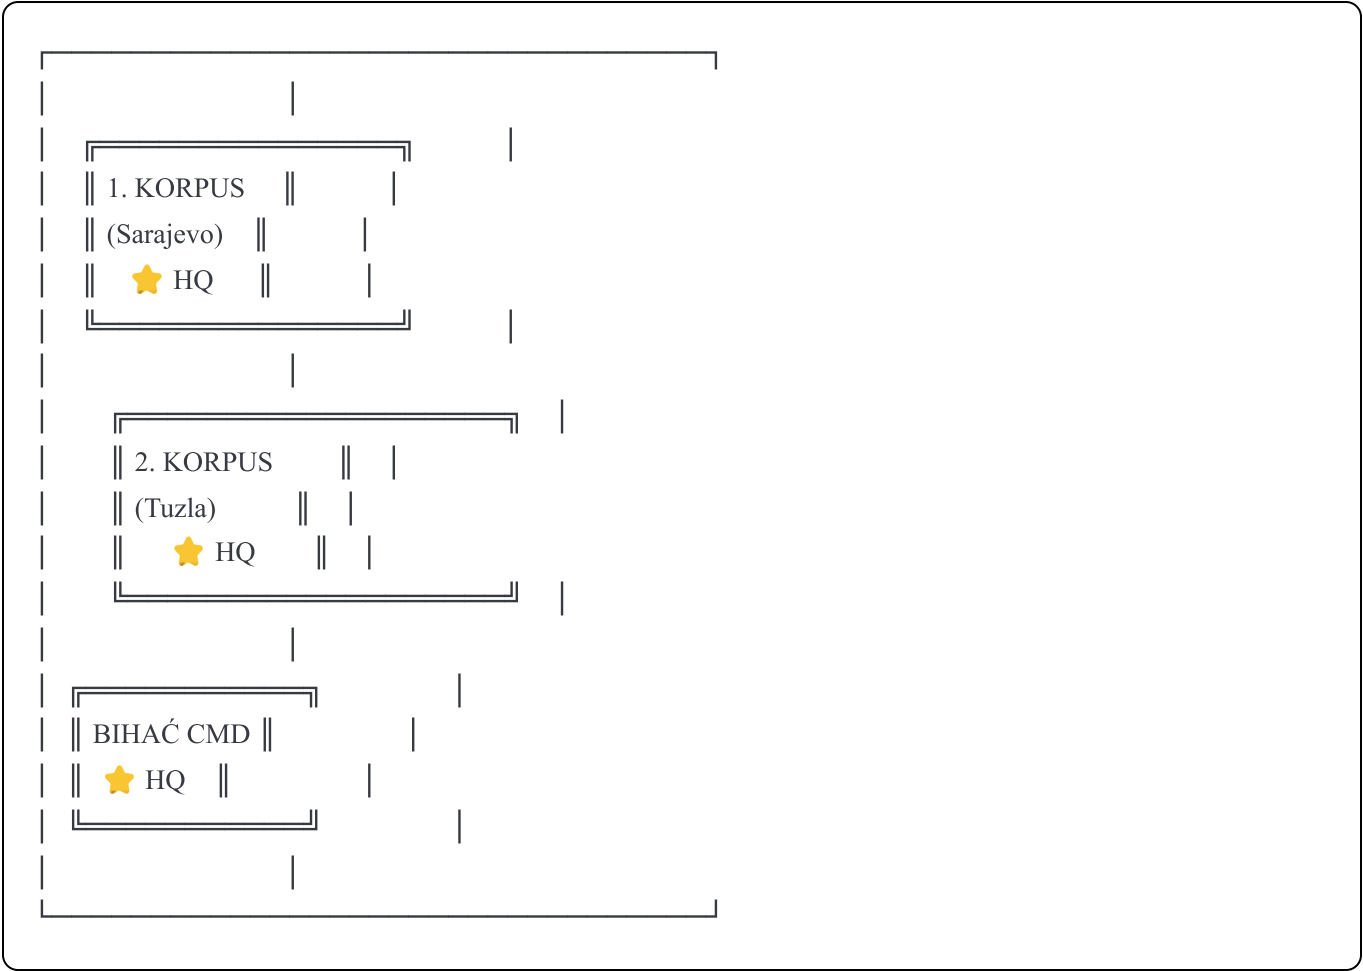 1. KORPUS
(Sarajevo)
⭐ HQ
2. KORPUS
(Tuzla)
⭐ HQ
BIHAĆ CMD
⭐ HQ